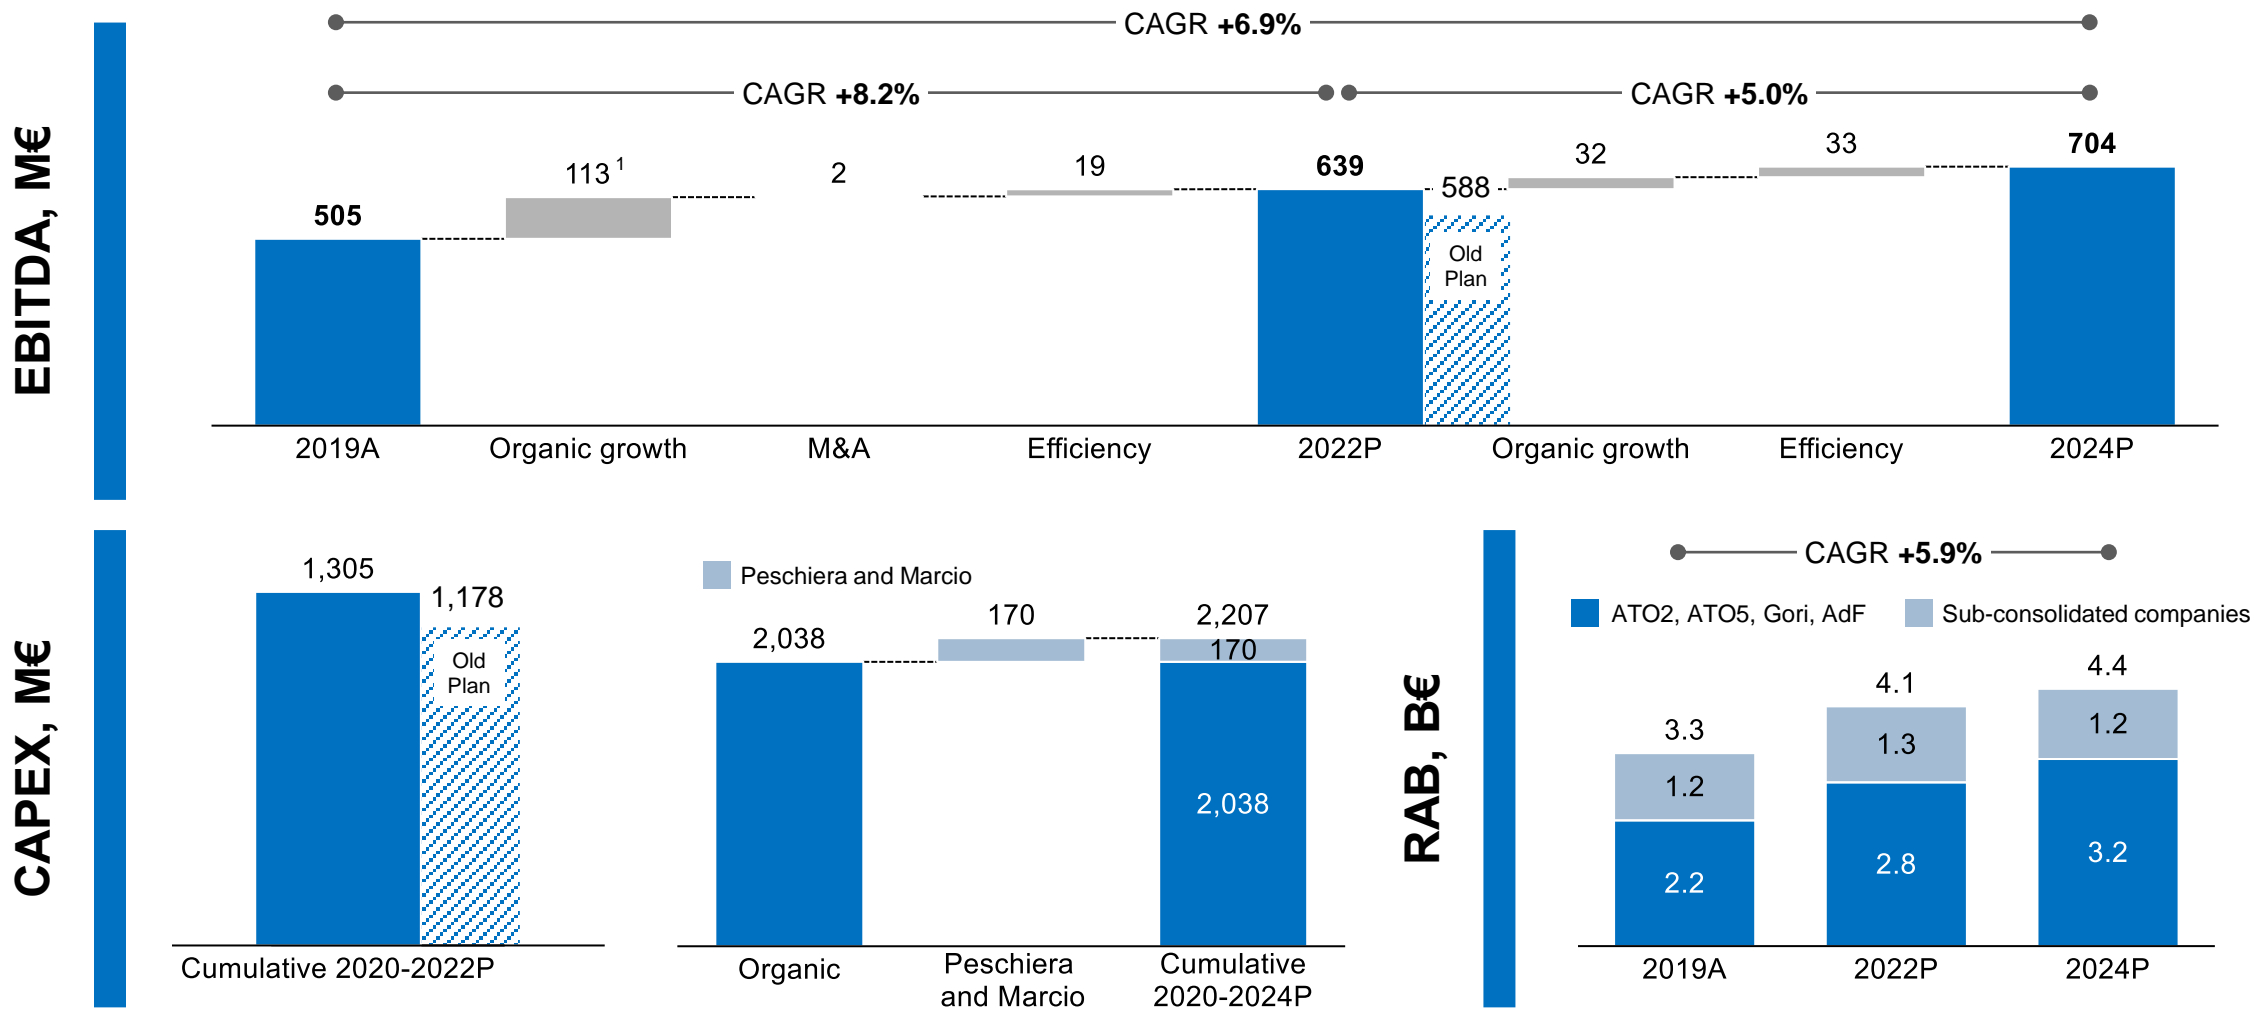 EBITDA, M€
CAGR +6.9%
CAGR +8.2%
CAGR +5.0%
505
113 1
2
19
639
588
32
33
704
Old
Plan
2019A
Organic growth
M&A
Efficiency
2022P
Organic growth
Efficiency
2024P
CAPEX, M€
1,305
1,178
Old
Plan
Cumulative 2020-2022P
Peschiera and Marcio
2,038
170
2,207
170
2,038
Organic
Peschiera
and Marcio
Cumulative
2020-2024P
RAB, B€
CAGR +5.9%
ATO2, ATO5, Gori, AdF
Sub-consolidated companies
3.3
1.2
2.2
4.1
1.3
2.8
4.4
1.2
3.2
2019A
2022P
2024P